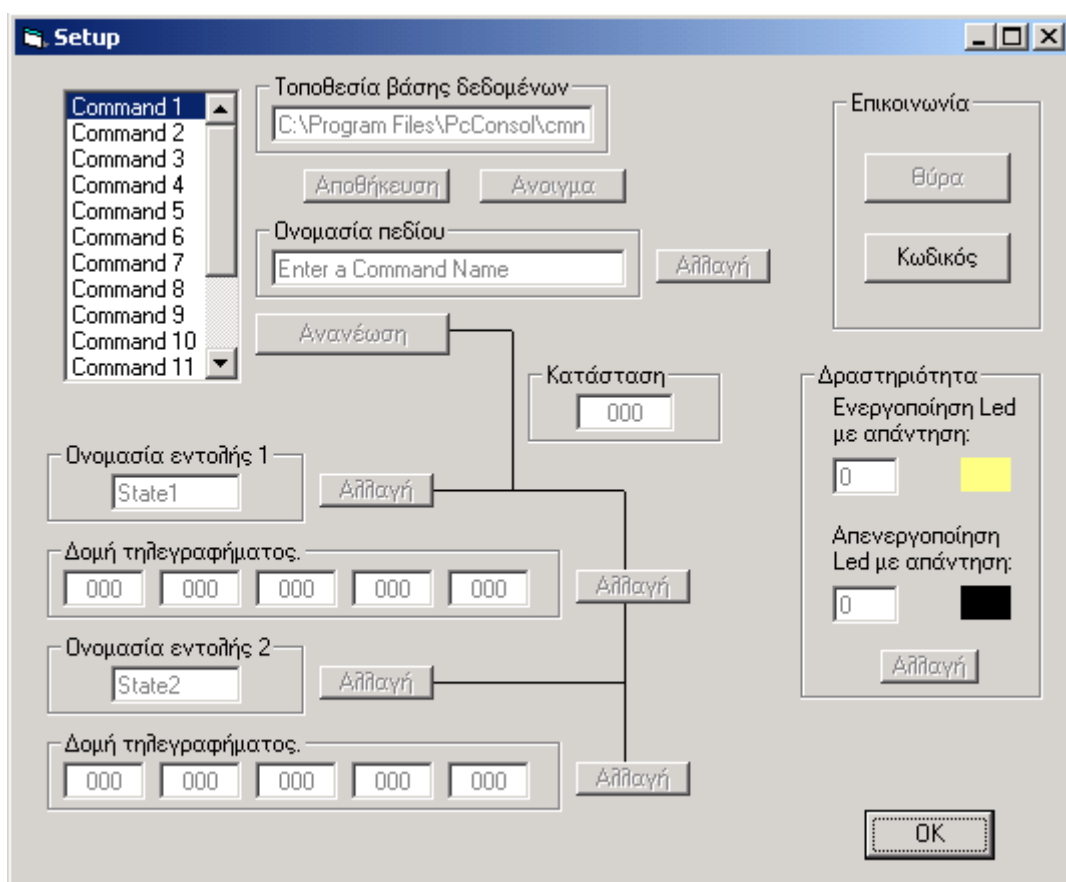 Setup
Command 1
Command 2
Command 3
Command 4
Command 5
Command 6
Command 7
Command 8
Command 9
Command 10
Command 11
Τοποθεσία βάσης δεδομένων
C:\Program Files\PcConsol\cmn
Αποθήκευση
Ανοιγμα
Ονομασία πεδίου
Enter a Command Name
Αλλαγή
Ανανέωση
Κατάσταση
000
Επικοινωνία
Θύρα
Κωδικός
Ονομασία εντολής 1
State1
Αλλαγή
Δομή τηλεγραφήματος.
000 000 000 000 000
Αλλαγή
Ονομασία εντολής 2
State2
Αλλαγή
Δομή τηλεγραφήματος.
000 000 000 000 000
Αλλαγή
Δραστηριότητα
Ενεργοποίηση Led
με απάντηση:
0
Απενεργοποίηση
Led με απάντηση:
0
Αλλαγή
OK